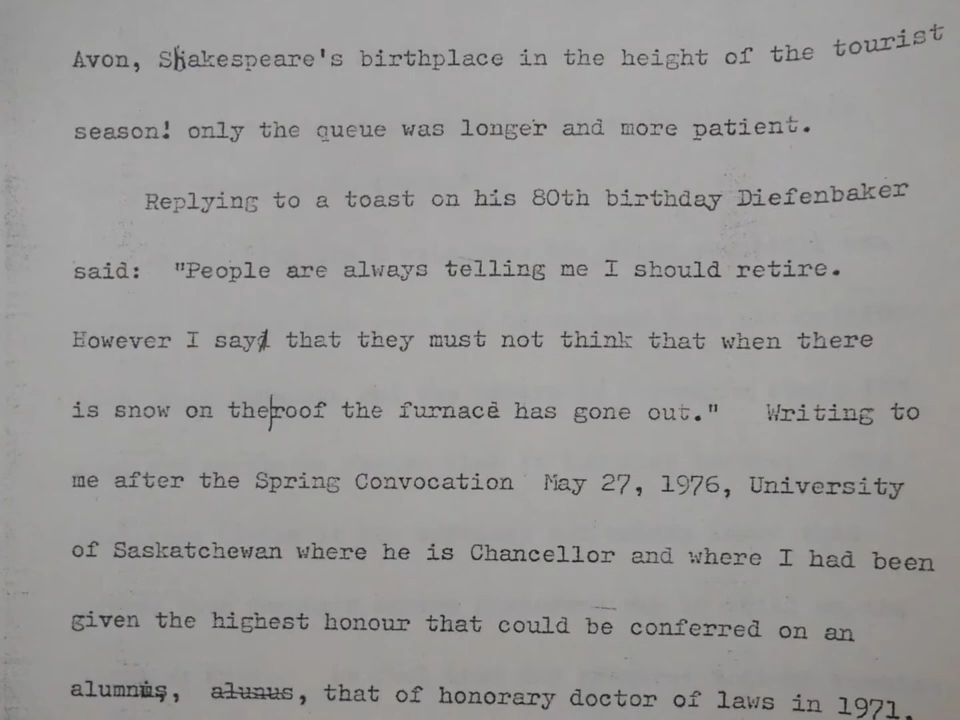 Avon, Shakespeare's birthplace in the height of the tourist
season! only the queue was longer and more patient.
Replying to a toast on his 80th birthday Diefenbaker
said:  "People are always telling me I should retire.
However I say that they must not think that when there
is snow on the roof the furnace has gone out."  Writing to
me after the Spring Convocation  May 27, 1976, University
of Saskatchewan where he is Chancellor and where I had been
given the highest honour that could be conferred on an
alumnus,  alunus, that of honorary doctor of laws in 1971.